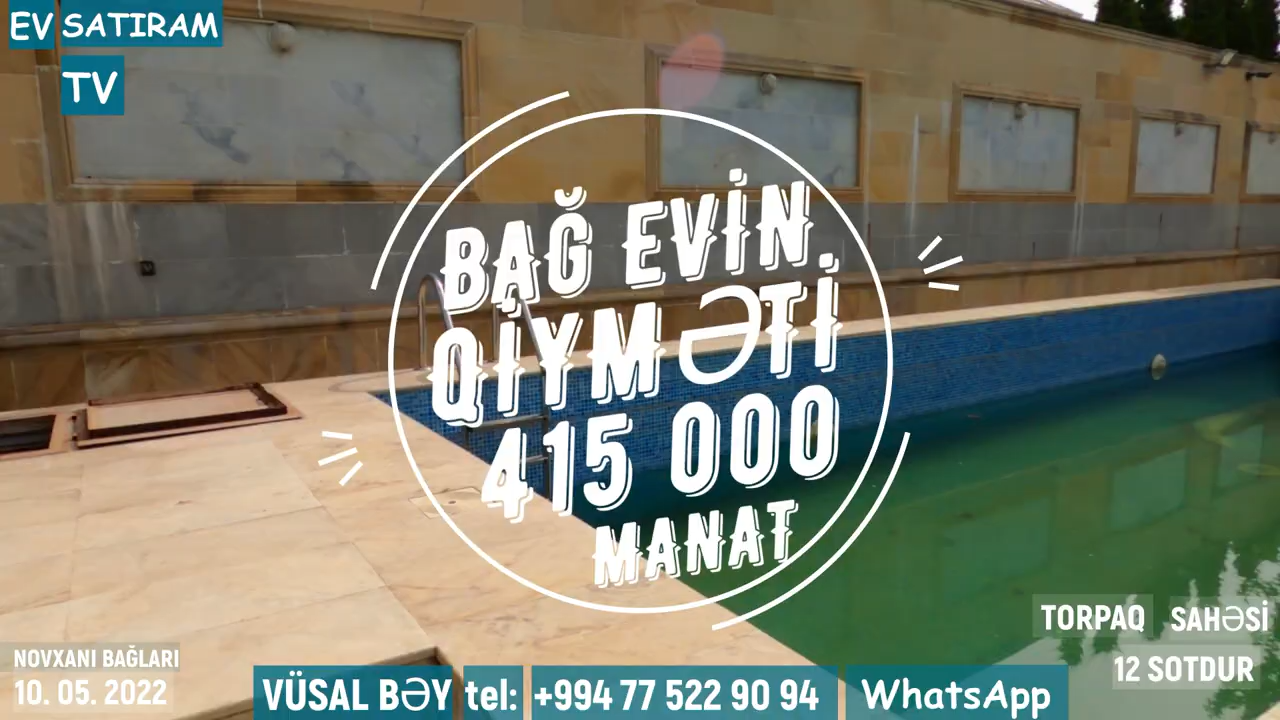 EV SATIRAM
TV
BAĞ EVİN
QİYMƏTİ
415 000
MANAT
TORPAQ SAHƏSİ
12 SOTDUR
NOVXANI BAĞLARI
10. 05. 2022
VÜSAL BƏY tel: +994 77 522 90 94 WhatsApp